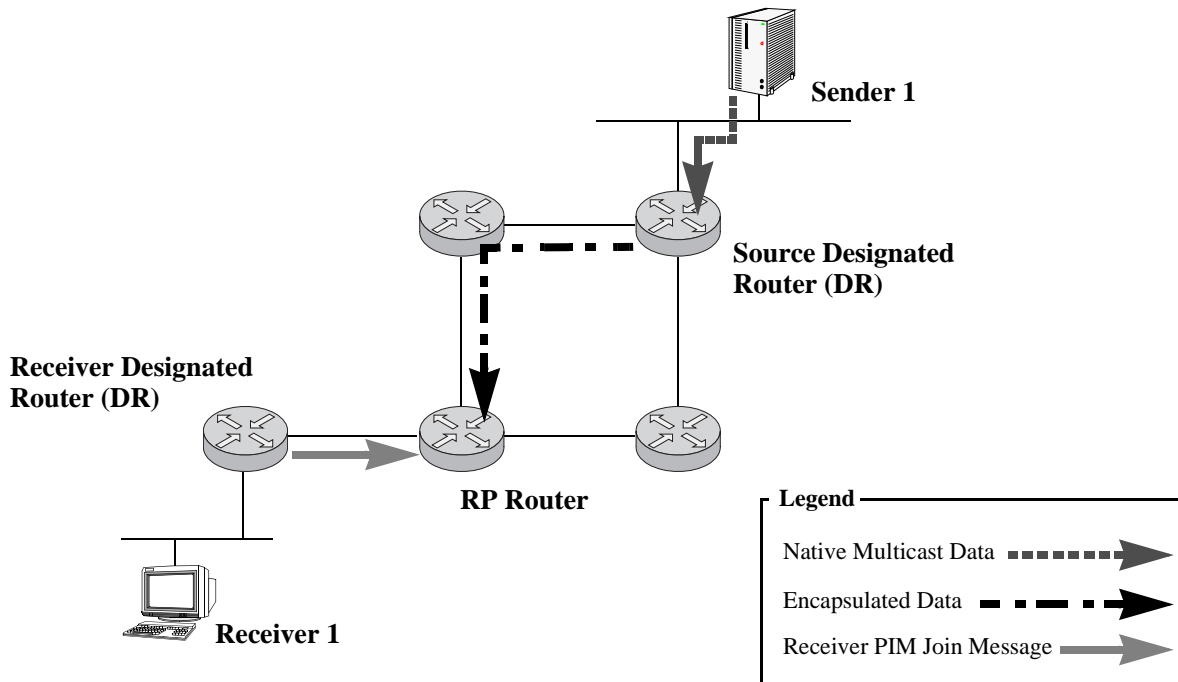 Sender 1
Source Designated
Router (DR)
Receiver Designated
Router (DR)
RP Router
Receiver 1
Legend
Native Multicast Data
Encapsulated Data
Receiver PIM Join Message